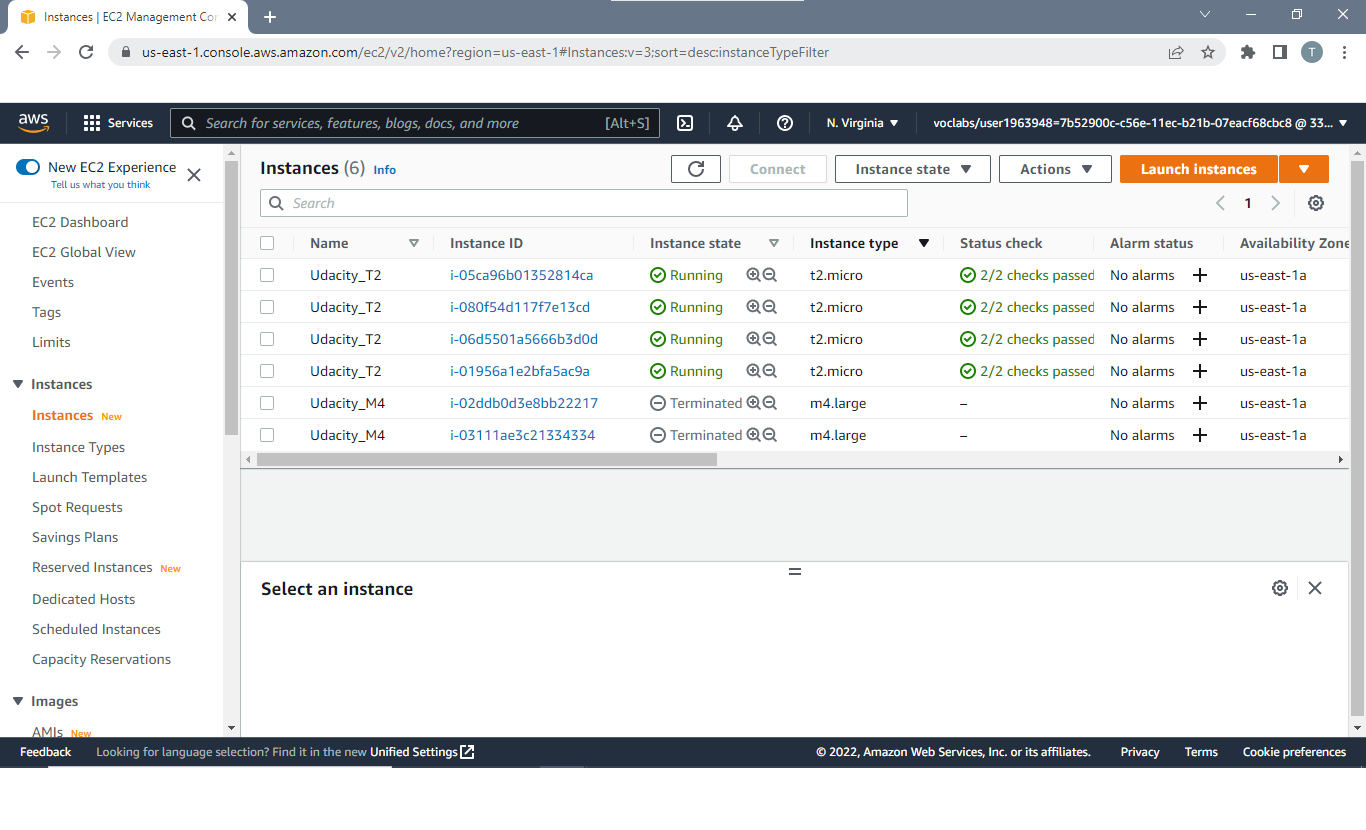 Instances | EC2 Management Cor
us-east-1.console.aws.amazon.com/ec2/v2/home?region=us-east-1#Instances:v=3;sort=desc:instanceTypeFilter
T
aws Services Search for services, features, blogs, docs, and more [Alt+S] N. Virginia voclabs/user1963948=7b52900c-c56e-11ec-b21b-07eacf68cbc8 @ 33...
New EC2 Experience
Tell us what you think
EC2 Dashboard
EC2 Global View
Events
Tags
Limits
Instances
Instances New
Instance Types
Launch Templates
Spot Requests
Savings Plans
Reserved Instances New
Dedicated Hosts
Scheduled Instances
Capacity Reservations
Images
AMIs New
Instances (6) Info Connect Instance state Actions Launch instances
Search 1
Name Instance ID Instance state Instance type Status check Alarm status Availability Zone
Udacity_T2 i-05ca96b01352814ca Running t2.micro 2/2 checks passed No alarms + us-east-1a
Udacity_T2 i-080f54d117f7e13cd Running t2.micro 2/2 checks passed No alarms + us-east-1a
Udacity_T2 i-06d5501a5666b3d0d Running t2.micro 2/2 checks passed No alarms + us-east-1a
Udacity_T2 i-01956a1e2bfa5ac9a Running t2.micro 2/2 checks passed No alarms + us-east-1a
Udacity_M4 i-02ddb0d3e8bb22217 Terminated m4.large – No alarms + us-east-1a
Udacity_M4 i-03111ae3c21334334 Terminated m4.large – No alarms + us-east-1a
Select an instance
Feedback Looking for language selection? Find it in the new Unified Settings © 2022, Amazon Web Services, Inc. or its affiliates. Privacy Terms Cookie preferences